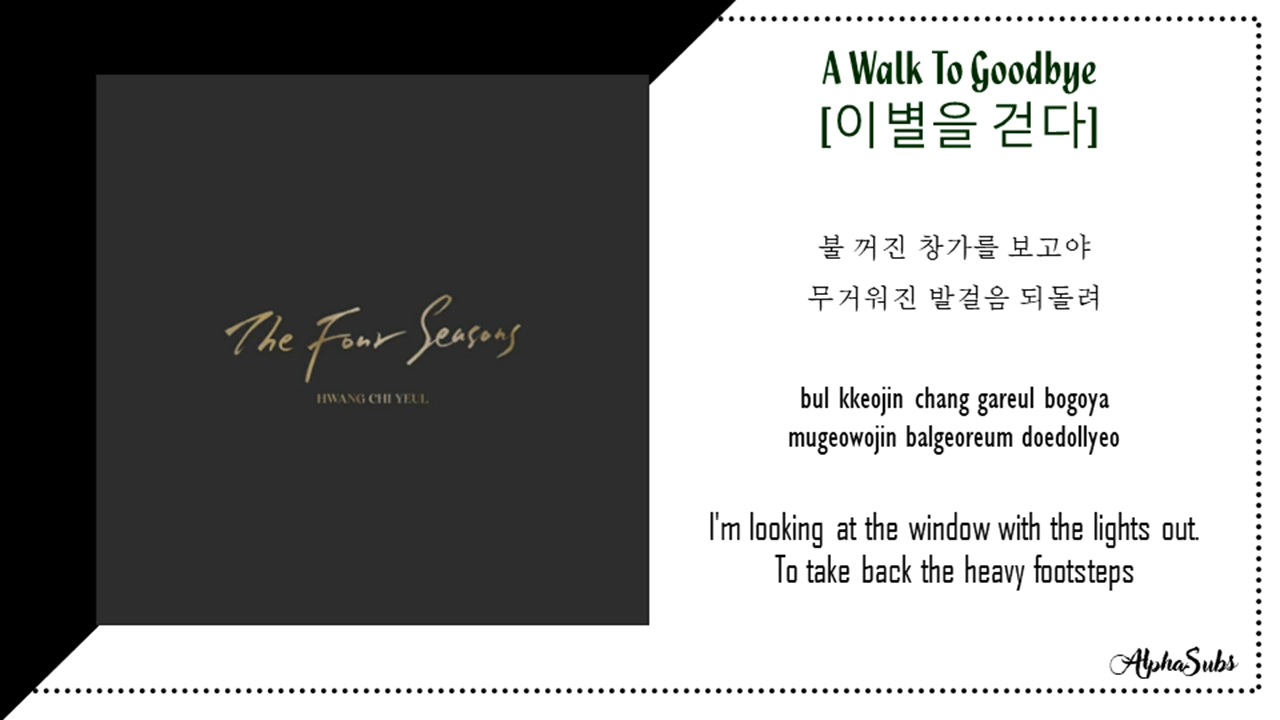 The Four Seasons
HWANG CHI YEUL
A Walk To Goodbye
[이별을 걷다]
불 꺼진 창가를 보고야
무거워진 발걸음 되돌려
bul kkeojin chang gareul bogoya
mugeowojin balgeoreum doedollyeo
I'm looking at the window with the lights out.
To take back the heavy footsteps
AlphaSubs